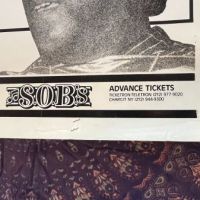 S.O.B.'s
ADVANCE TICKETS
TICKETRON TELETRON (212) 977-9020
CHARGIT NY (212) 944-9300